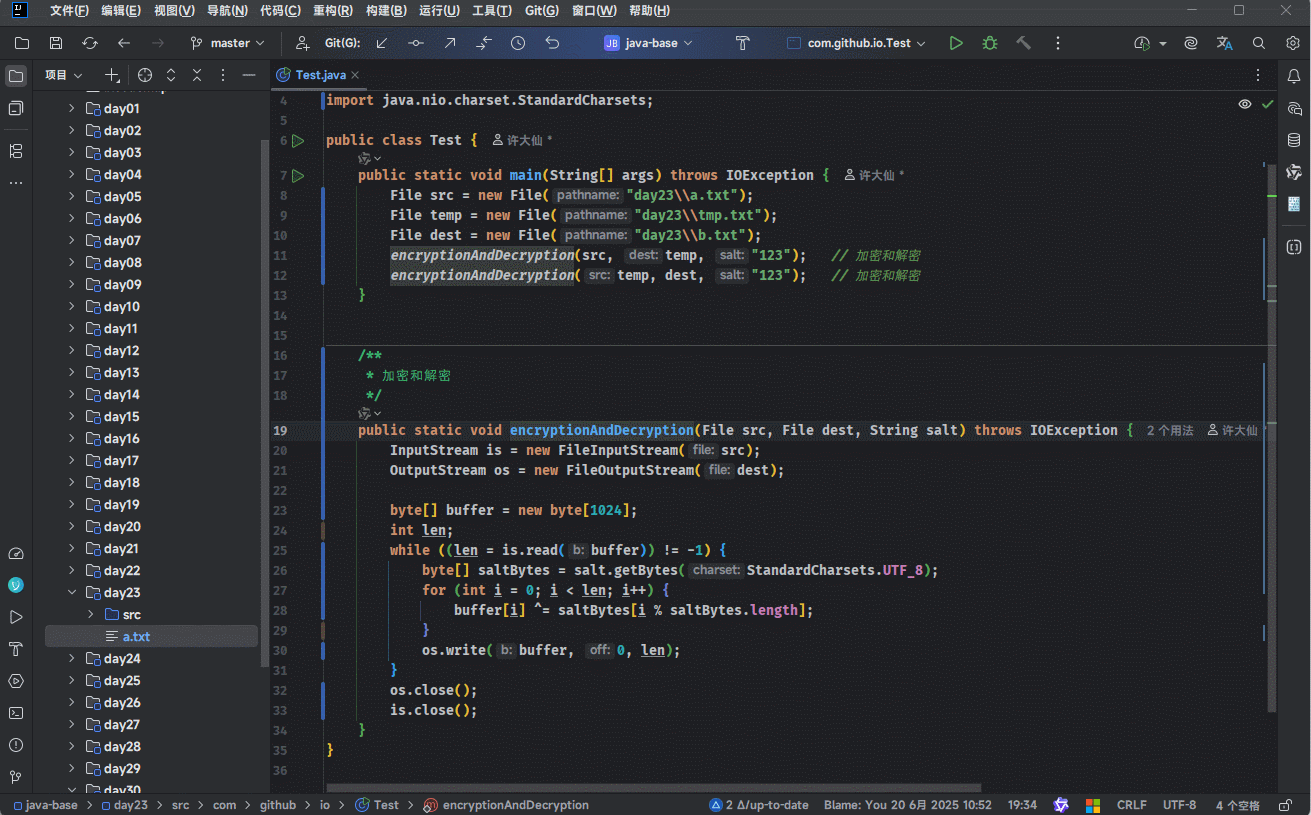 文件(F) 编辑(E) 视图(V) 导航(N) 代码(C) 重构(R) 构建(B) 运行(U) 工具(T) Git(G) 窗口(W) 帮助(H)
master Git(G): JB java-base com.github.io.Test
项目
Test.java
day01
day02
day03
day04
day05
day06
day07
day08
day09
day10
day11
day12
day13
day14
day15
day16
day17
day18
day19
day20
day21
day22
day23
src
a.txt
day24
day25
day26
day27
day28
day29
day30
4 import java.nio.charset.StandardCharsets;
5
6 public class Test { 许大仙 *
7 public static void main(String[] args) throws IOException { 许大仙 *
8 File src = new File( pathname: "day23\\a.txt");
9 File temp = new File( pathname: "day23\\tmp.txt");
10 File dest = new File( pathname: "day23\\b.txt");
11 encryptionAndDecryption(src, dest: temp, salt: "123"); // 加密和解密
12 encryptionAndDecryption( src: temp, dest, salt: "123"); // 加密和解密
13 }
14
15
16 /**
17 * 加密和解密
18 */
19 public static void encryptionAndDecryption(File src, File dest, String salt) throws IOException { 2 个用法 许大仙
20 InputStream is = new FileInputStream( file: src);
21 OutputStream os = new FileOutputStream( file: dest);
22
23 byte[] buffer = new byte[1024];
24 int len;
25 while ((len = is.read( b: buffer)) != -1) {
26 byte[] saltBytes = salt.getBytes( charset: StandardCharsets.UTF_8);
27 for (int i = 0; i < len; i++) {
28 buffer[i] ^= saltBytes[i % saltBytes.length];
29 }
30 os.write( b: buffer, off: 0, len);
31 }
32 os.close();
33 is.close();
34 }
35 }
36
java-base > day23 > src > com > github > io > Test > encryptionAndDecryption 2 Δ/up-to-date Blame: You 20 6月 2025 10:52 19:34 CRLF UTF-8 4 个空格